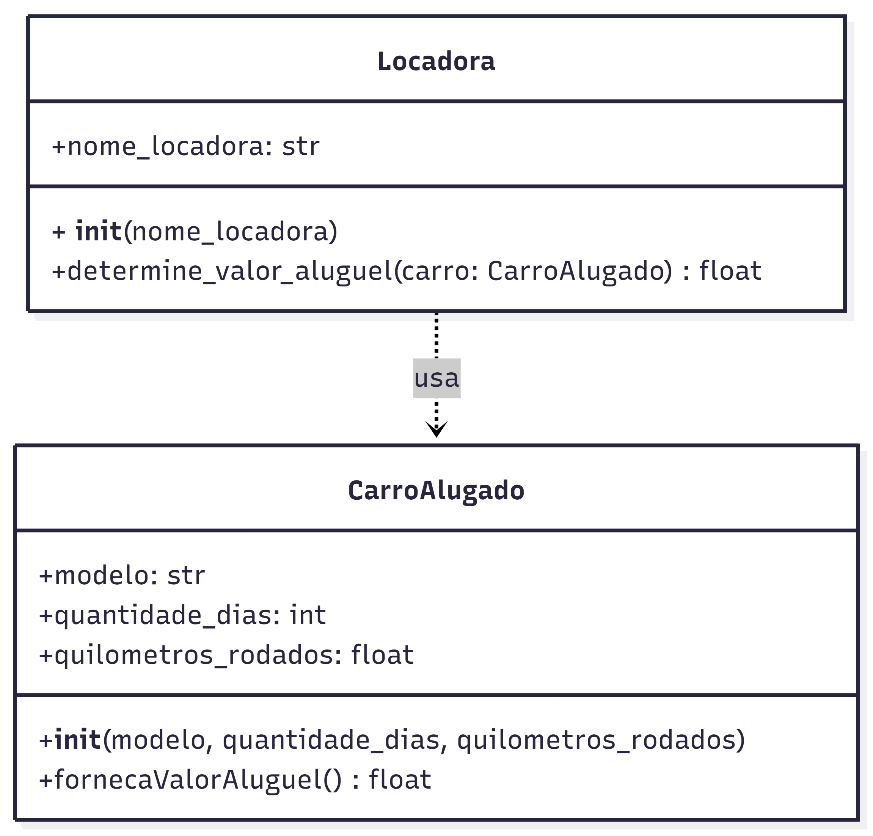 Locadora
+nome_locadora: str
+ init(nome_locadora)
+determine_valor_aluguel(carro: CarroAlugado) : float
usa
CarroAlugado
+modelo: str
+quantidade_dias: int
+quilometros_rodados: float
+init(modelo, quantidade_dias, quilometros_rodados)
+fornecaValorAluguel() : float